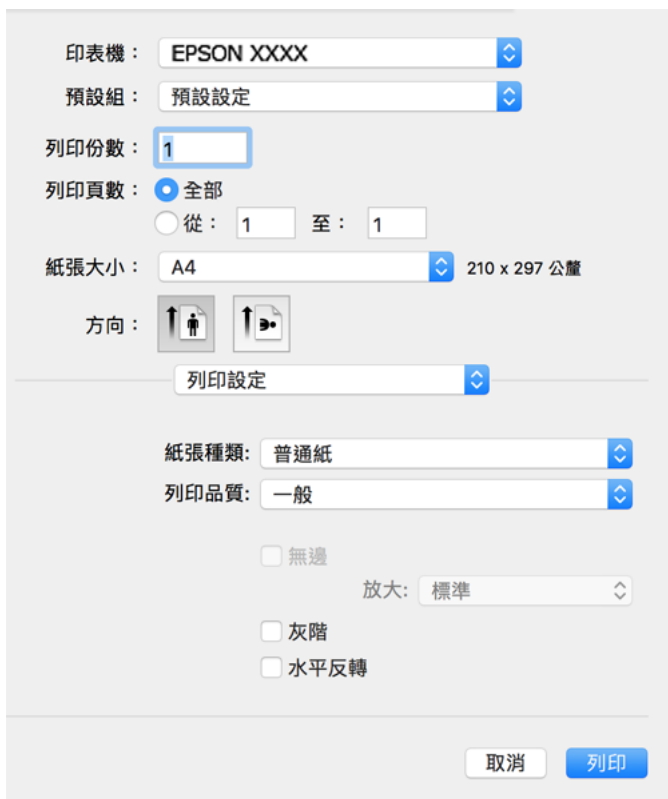 印表機： EPSON XXXX
預設組： 預設設定
列印份數： 1
列印頁數： 全部
從： 1 至： 1
紙張大小： A4 210 x 297 公釐
方向：
列印設定
紙張種類: 普通紙
列印品質: 一般
無邊
放大: 標準
灰階
水平反轉
取消 列印